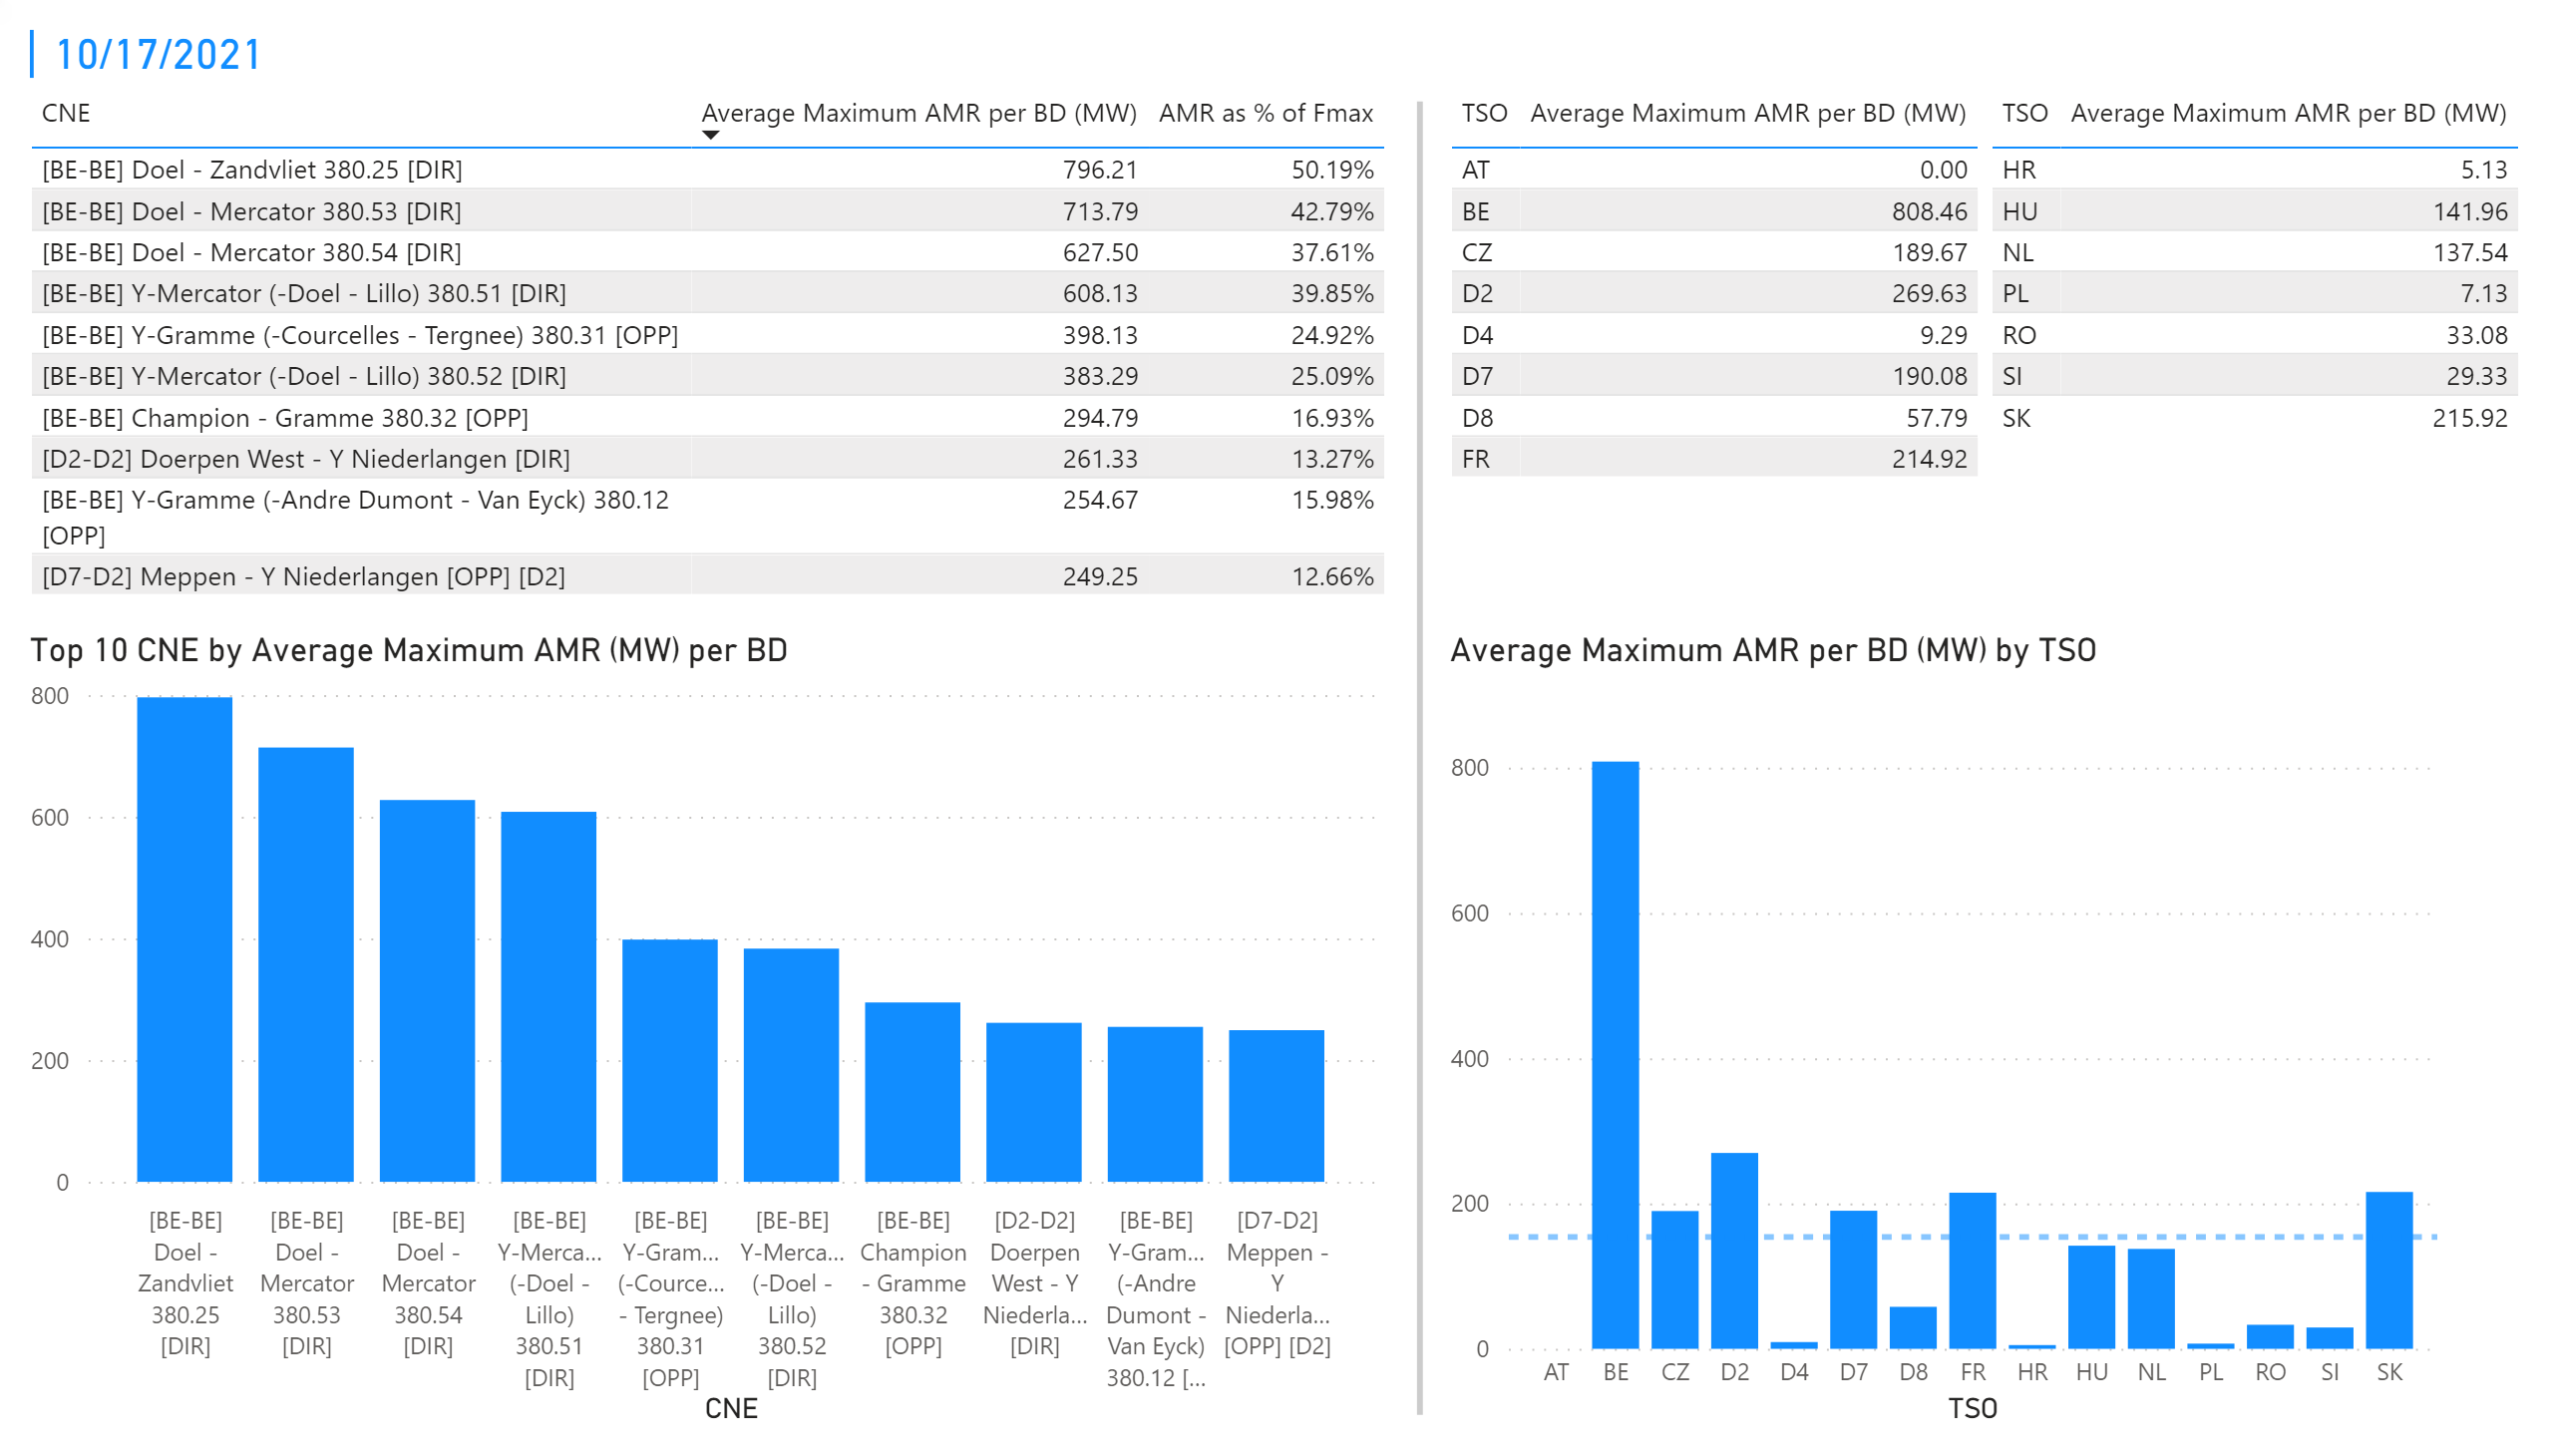 10/17/2021
CNE Average Maximum AMR per BD (MW) AMR as % of Fmax
[BE-BE] Doel - Zandvliet 380.25 [DIR] 796.21 50.19%
[BE-BE] Doel - Mercator 380.53 [DIR] 713.79 42.79%
[BE-BE] Doel - Mercator 380.54 [DIR] 627.50 37.61%
[BE-BE] Y-Mercator (-Doel - Lillo) 380.51 [DIR] 608.13 39.85%
[BE-BE] Y-Gramme (-Courcelles - Tergnee) 380.31 [OPP] 398.13 24.92%
[BE-BE] Y-Mercator (-Doel - Lillo) 380.52 [DIR] 383.29 25.09%
[BE-BE] Champion - Gramme 380.32 [OPP] 294.79 16.93%
[D2-D2] Doerpen West - Y Niederlangen [DIR] 261.33 13.27%
[BE-BE] Y-Gramme (-Andre Dumont - Van Eyck) 380.12 254.67 15.98%
[OPP]
[D7-D2] Meppen - Y Niederlangen [OPP] [D2] 249.25 12.66%
TSO Average Maximum AMR per BD (MW)
AT 0.00
BE 808.46
CZ 189.67
D2 269.63
D4 9.29
D7 190.08
D8 57.79
FR 214.92
TSO Average Maximum AMR per BD (MW)
HR 5.13
HU 141.96
NL 137.54
PL 7.13
RO 33.08
SI 29.33
SK 215.92
Top 10 CNE by Average Maximum AMR (MW) per BD
800
600
400
200
0
[BE-BE]
Doel -
Zandvliet
380.25
[DIR]
[BE-BE]
Doel -
Mercator
380.53
[DIR]
[BE-BE]
Doel -
Mercator
380.54
[DIR]
[BE-BE]
Y-Merca...
(-Doel -
Lillo)
380.51
[DIR]
[BE-BE]
Y-Gram...
(-Cource...
- Tergnee)
380.31
[OPP]
[BE-BE]
Y-Merca...
(-Doel -
Lillo)
380.52
[DIR]
[BE-BE]
Champion
- Gramme
380.32
[OPP]
[D2-D2]
Doerpen
West - Y
Niederla...
[DIR]
[BE-BE]
Y-Gram...
(-Andre
Dumont -
Van Eyck)
380.12 [...
[D7-D2]
Meppen -
Y
Niederla...
[OPP] [D2]
CNE
Average Maximum AMR per BD (MW) by TSO
800
600
400
200
0
AT BE CZ D2 D4 D7 D8 FR HR HU NL PL RO SI SK
TSO